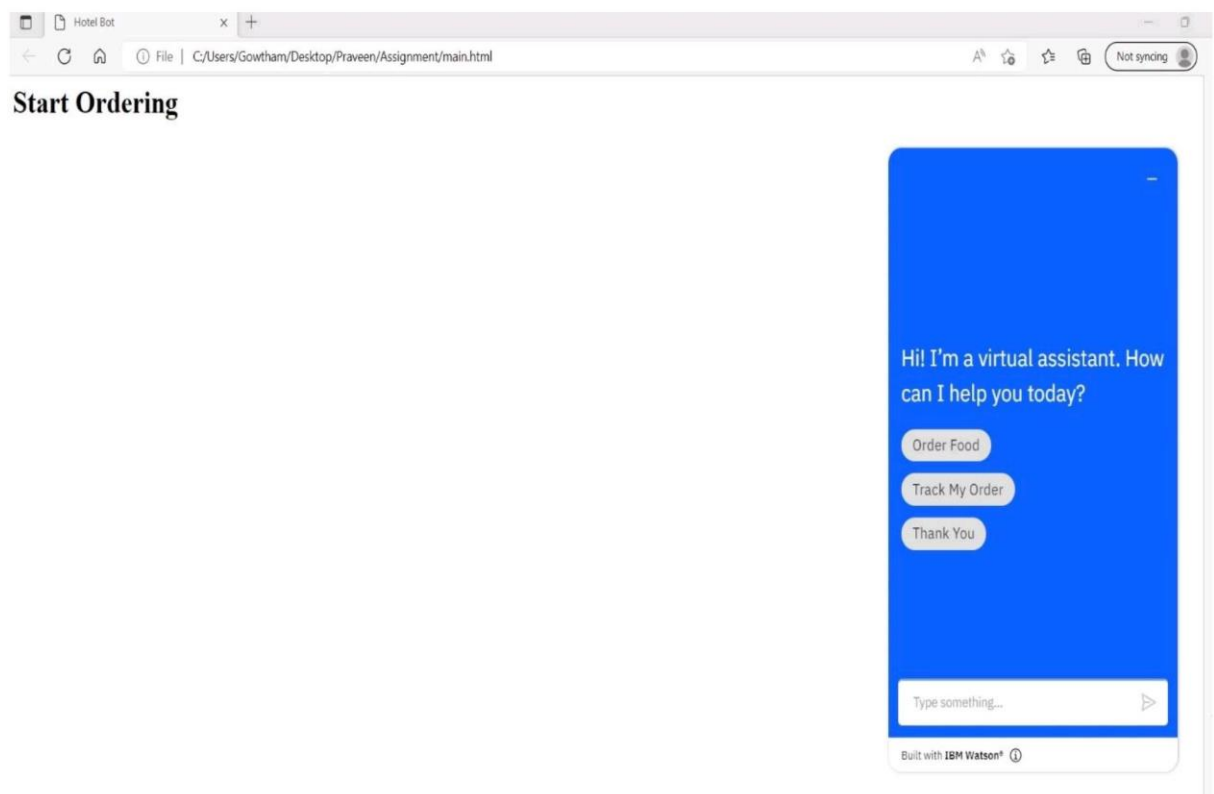 Hotel Bot
File | C:/Users/Gowtham/Desktop/Praveen/Assignment/main.html
Not syncing
Start Ordering
Hi! I'm a virtual assistant. How
can I help you today?
Order Food
Track My Order
Thank You
Type something...
Built with IBM Watson®